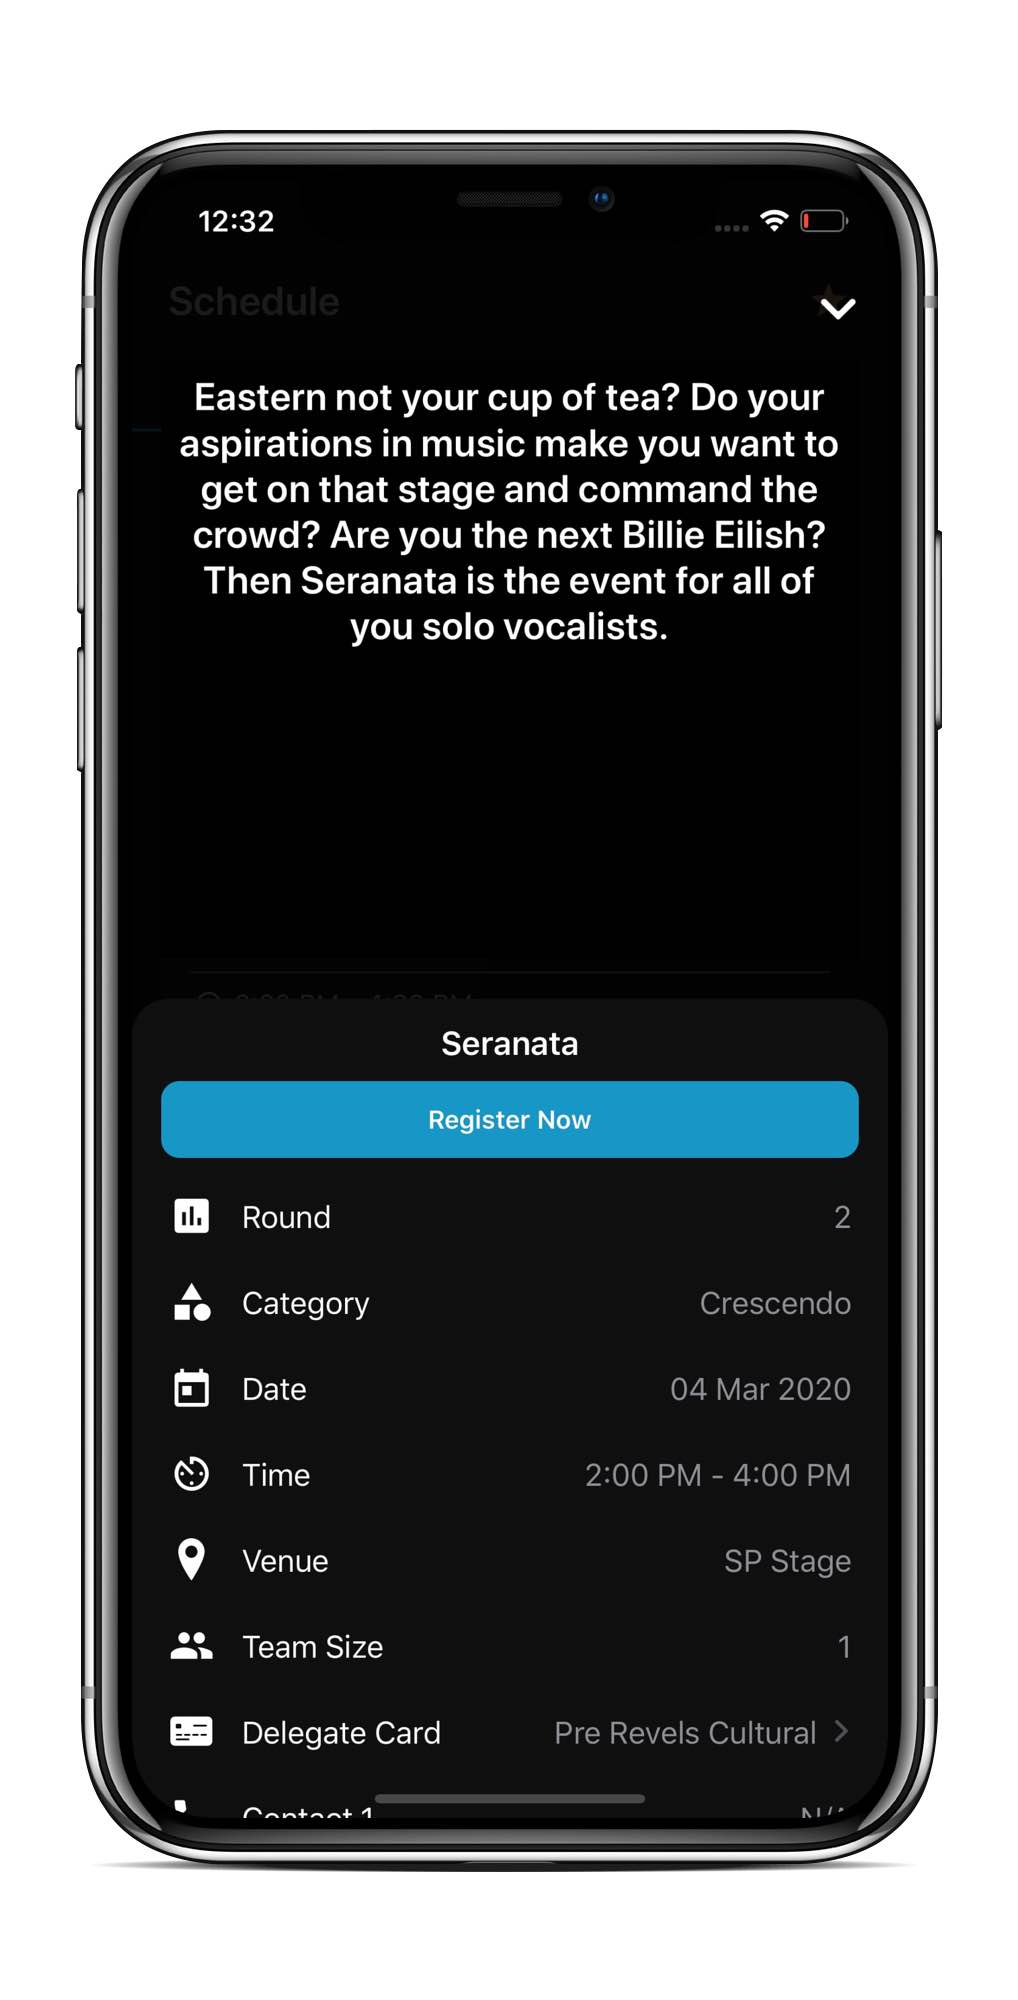 12:32
Schedule
Eastern not your cup of tea? Do your
aspirations in music make you want to
get on that stage and command the
crowd? Are you the next Billie Eilish?
Then Seranata is the event for all of
you solo vocalists.
Seranata
Register Now
Round 2
Category Crescendo
Date 04 Mar 2020
Time 2:00 PM - 4:00 PM
Venue SP Stage
Team Size 1
Delegate Card Pre Revels Cultural
Contact 1 N/A